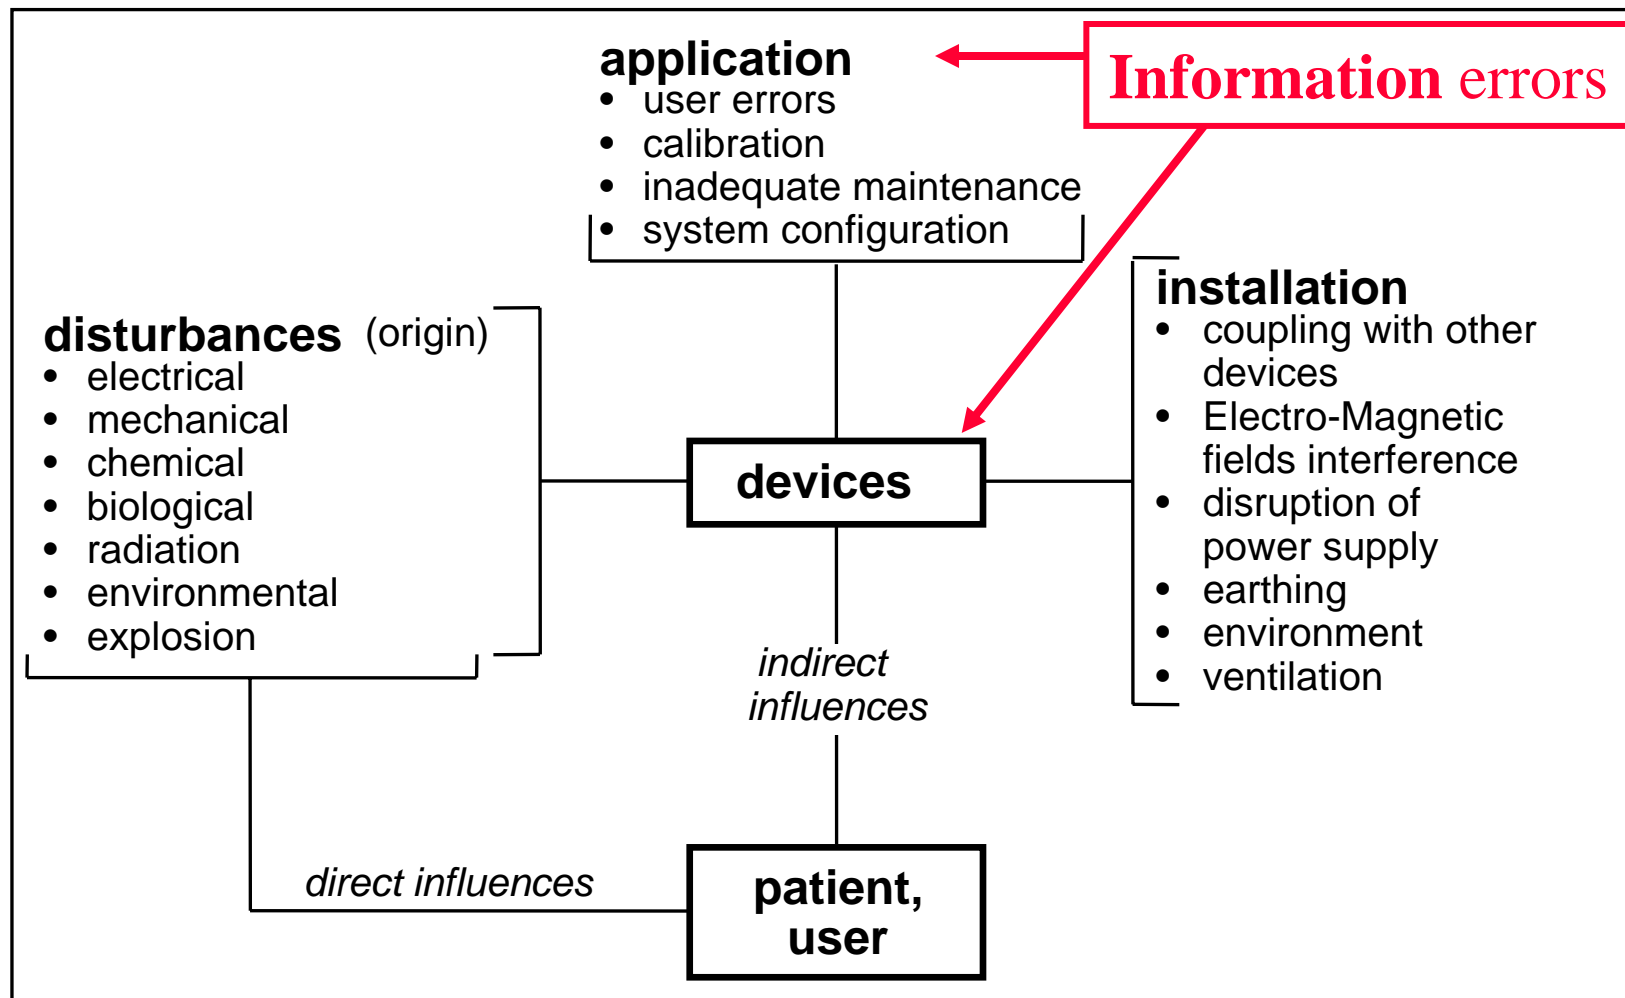 application
• user errors
• calibration
• inadequate maintenance
• system configuration
Information errors
disturbances (origin)
• electrical
• mechanical
• chemical
• biological
• radiation
• environmental
• explosion
devices
installation
• coupling with other
devices
• Electro-Magnetic
fields interference
• disruption of
power supply
• earthing
• environment
• ventilation
indirect
influences
direct influences
patient,
user